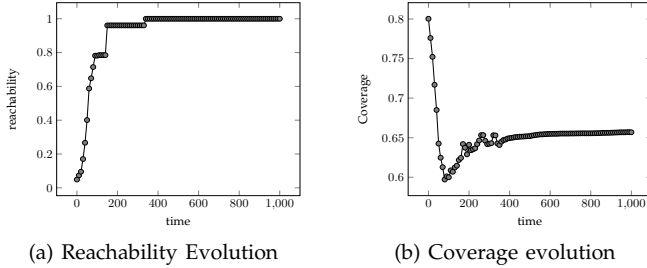 1
0.8
0.6
0.4
0.2
0
reachability
0 200 400 600 800 1,000
time
(a) Reachability Evolution
0.8
0.75
0.7
0.65
0.6
Coverage
0 200 400 600 800 1,000
time
(b) Coverage evolution